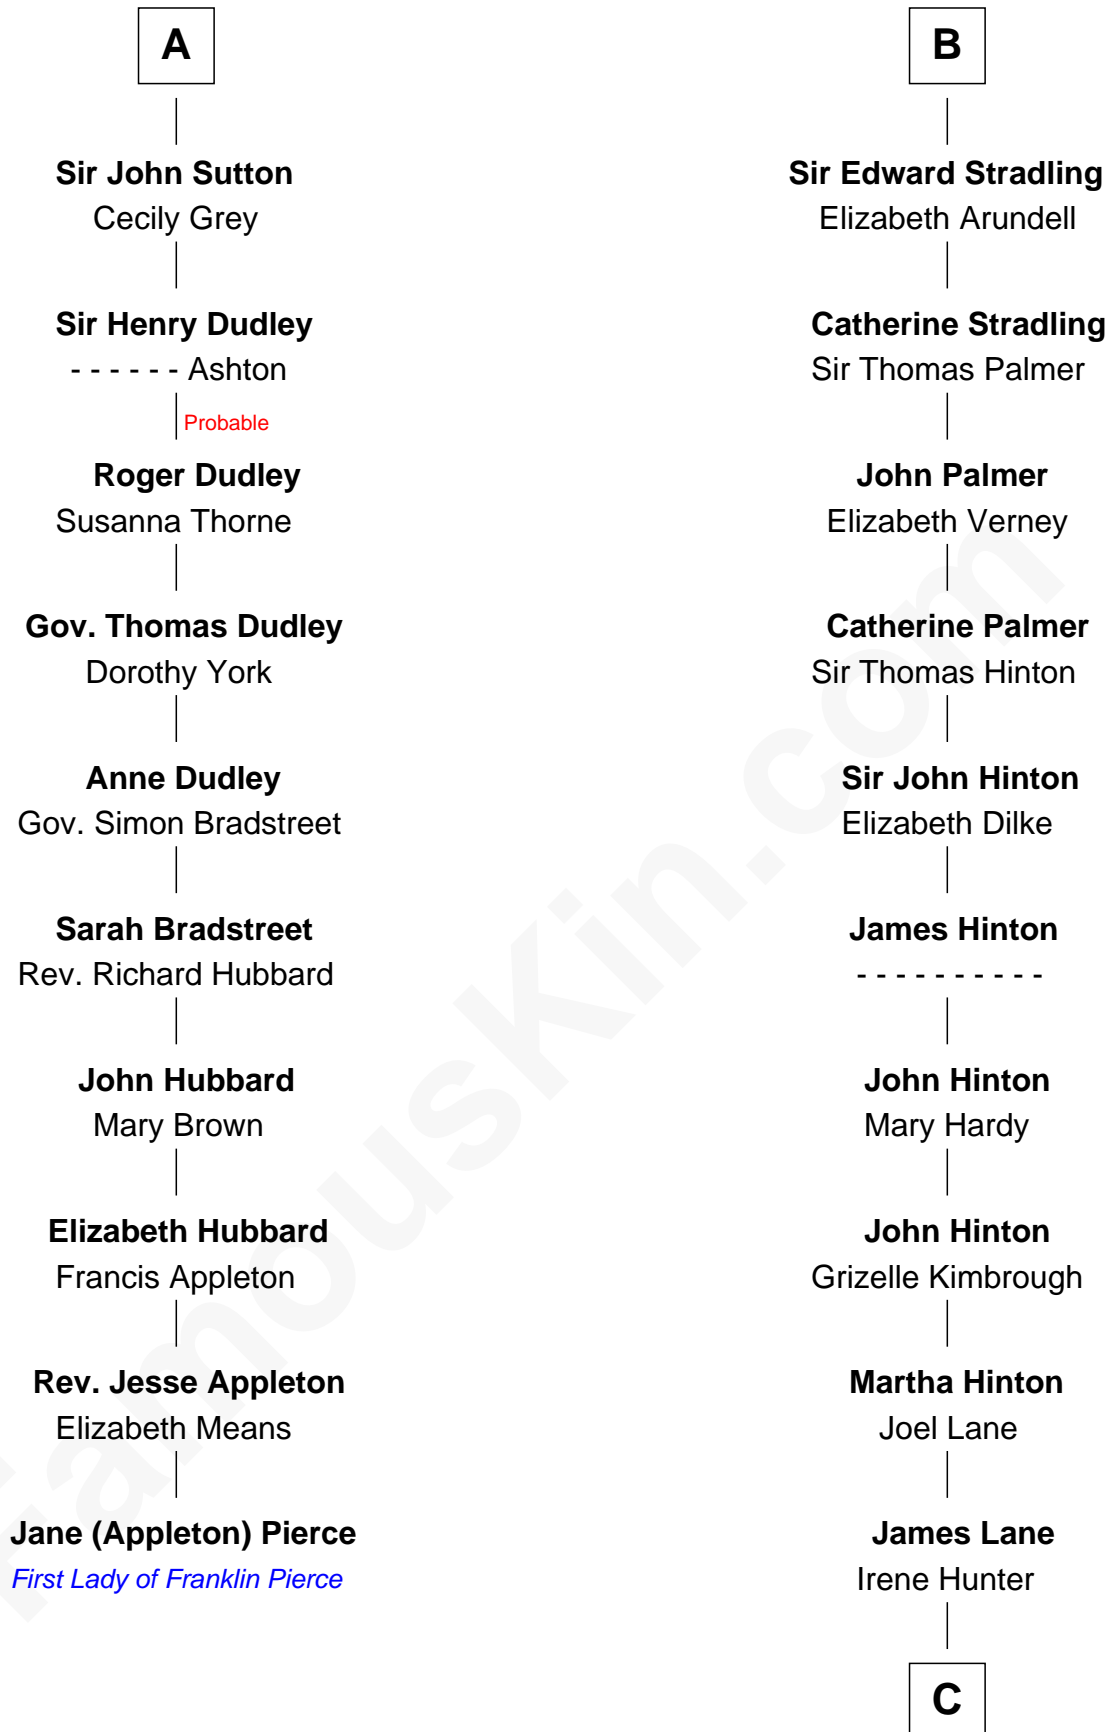 A
Sir John Sutton
Cecily Grey
Sir Henry Dudley
- - - - - - Ashton
Probable
Roger Dudley
Susanna Thorne
Gov. Thomas Dudley
Dorothy York
Anne Dudley
Gov. Simon Bradstreet
Sarah Bradstreet
Rev. Richard Hubbard
John Hubbard
Mary Brown
Elizabeth Hubbard
Francis Appleton
Rev. Jesse Appleton
Elizabeth Means
Jane (Appleton) Pierce
First Lady of Franklin Pierce
B
Sir Edward Stradling
Elizabeth Arundell
Catherine Stradling
Sir Thomas Palmer
John Palmer
Elizabeth Verney
Catherine Palmer
Sir Thomas Hinton
Sir John Hinton
Elizabeth Dilke
James Hinton
- - - - - - - - - -
John Hinton
Mary Hardy
John Hinton
Grizelle Kimbrough
Martha Hinton
Joel Lane
James Lane
Irene Hunter
C
FamousKin.com